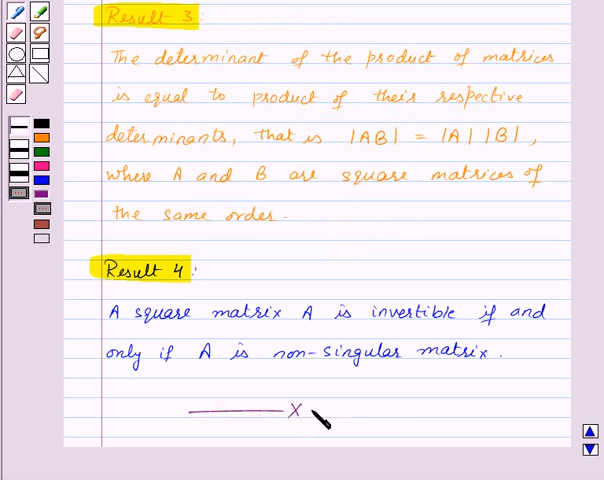 Result 3:
The determinant of the product of matrices
is equal to product of their respective
determinants, that is |AB| = |A| |B|,
where A and B are square matrices of
the same order.
Result 4:
A square matrix A is invertible if and
only if A is non-singular matrix.
X